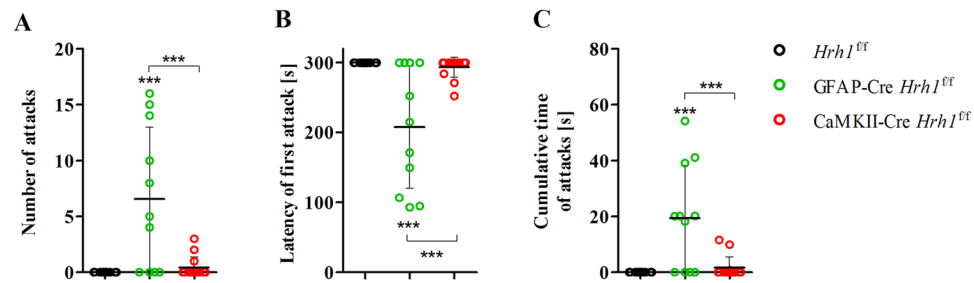 A
Number of attacks
20
15
10
5
0
***
***
B
Latency of first attack [s]
300
200
100
0
***
***
C
Cumulative time
of attacks [s]
80
60
40
20
0
***
***
Hrh1f/f
GFAP-Cre Hrh1f/f
CaMKII-Cre Hrh1f/f